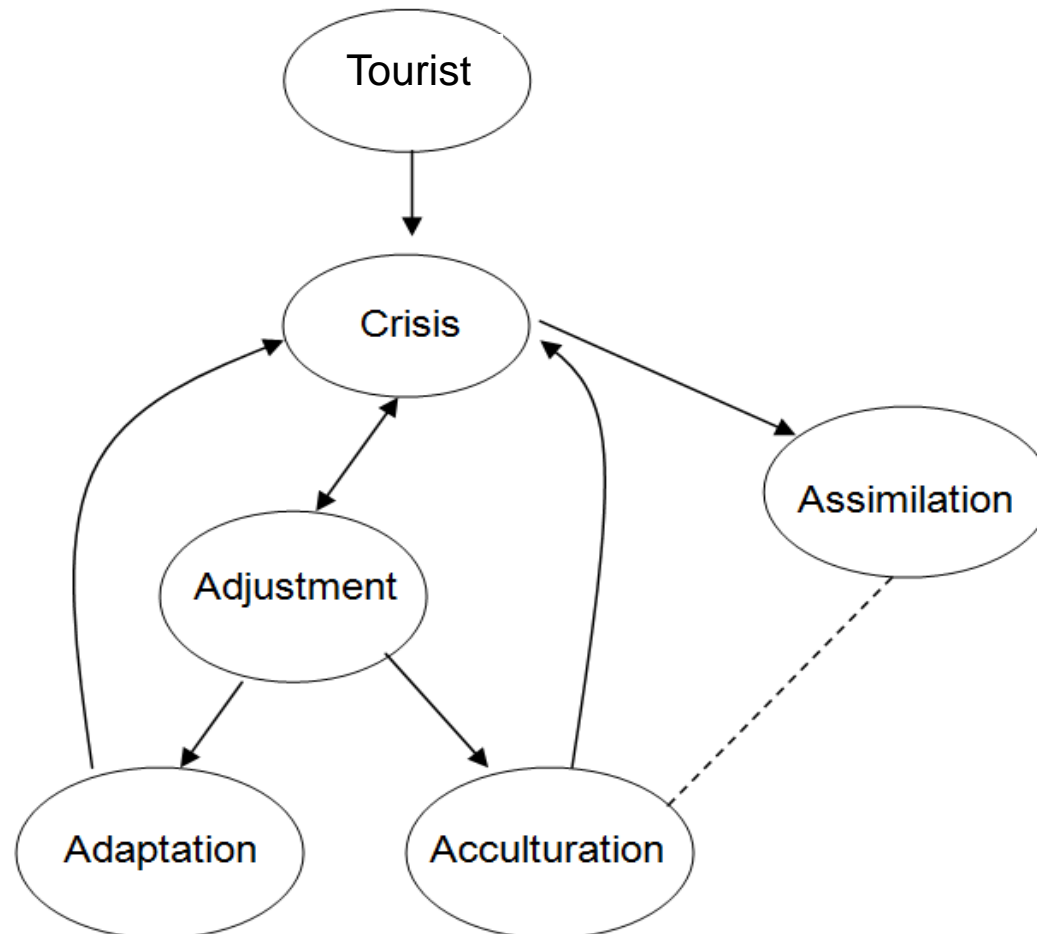 Tourist
Crisis
Assimilation
Adjustment
Adaptation
Acculturation